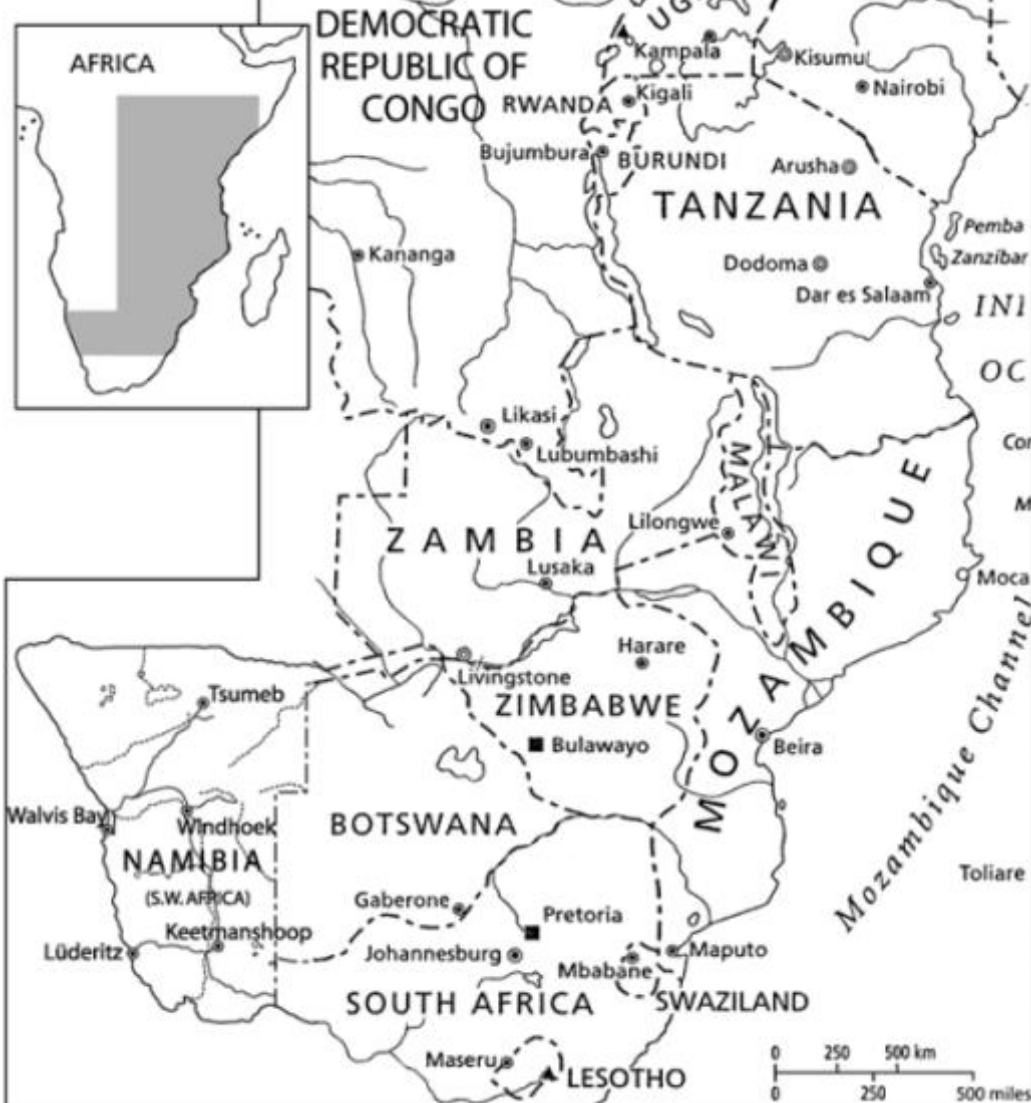 AFRICA
DEMOCRATIC
REPUBLIC OF
CONGO
Kampala
Kisumu
Nairobi
RWANDA
Kigali
Bujumbura
BURUNDI
Arusha
TANZANIA
Pemba
Zanzibar
Kananga
Dodoma
Dar es Salaam
Likasi
Lubumbashi
MALAWI
Lilongwe
ZAMBIA
Lusaka
MOZAMBIQUE
Moca
Mozambique Channel
Harare
Livingstone
ZIMBABWE
Tsumeb
Bulawayo
Beira
Walvis Bay
Windhoek
BOTSWANA
NAMIBIA
(S.W. AFRICA)
Toliare
Gaberone
Pretoria
Keetmanshoop
Lüderitz
Johannesburg
Mbabane
Maputo
SOUTH AFRICA
SWAZILAND
Maseru
LESOTHO
0 250 500 km
0 250 500 miles